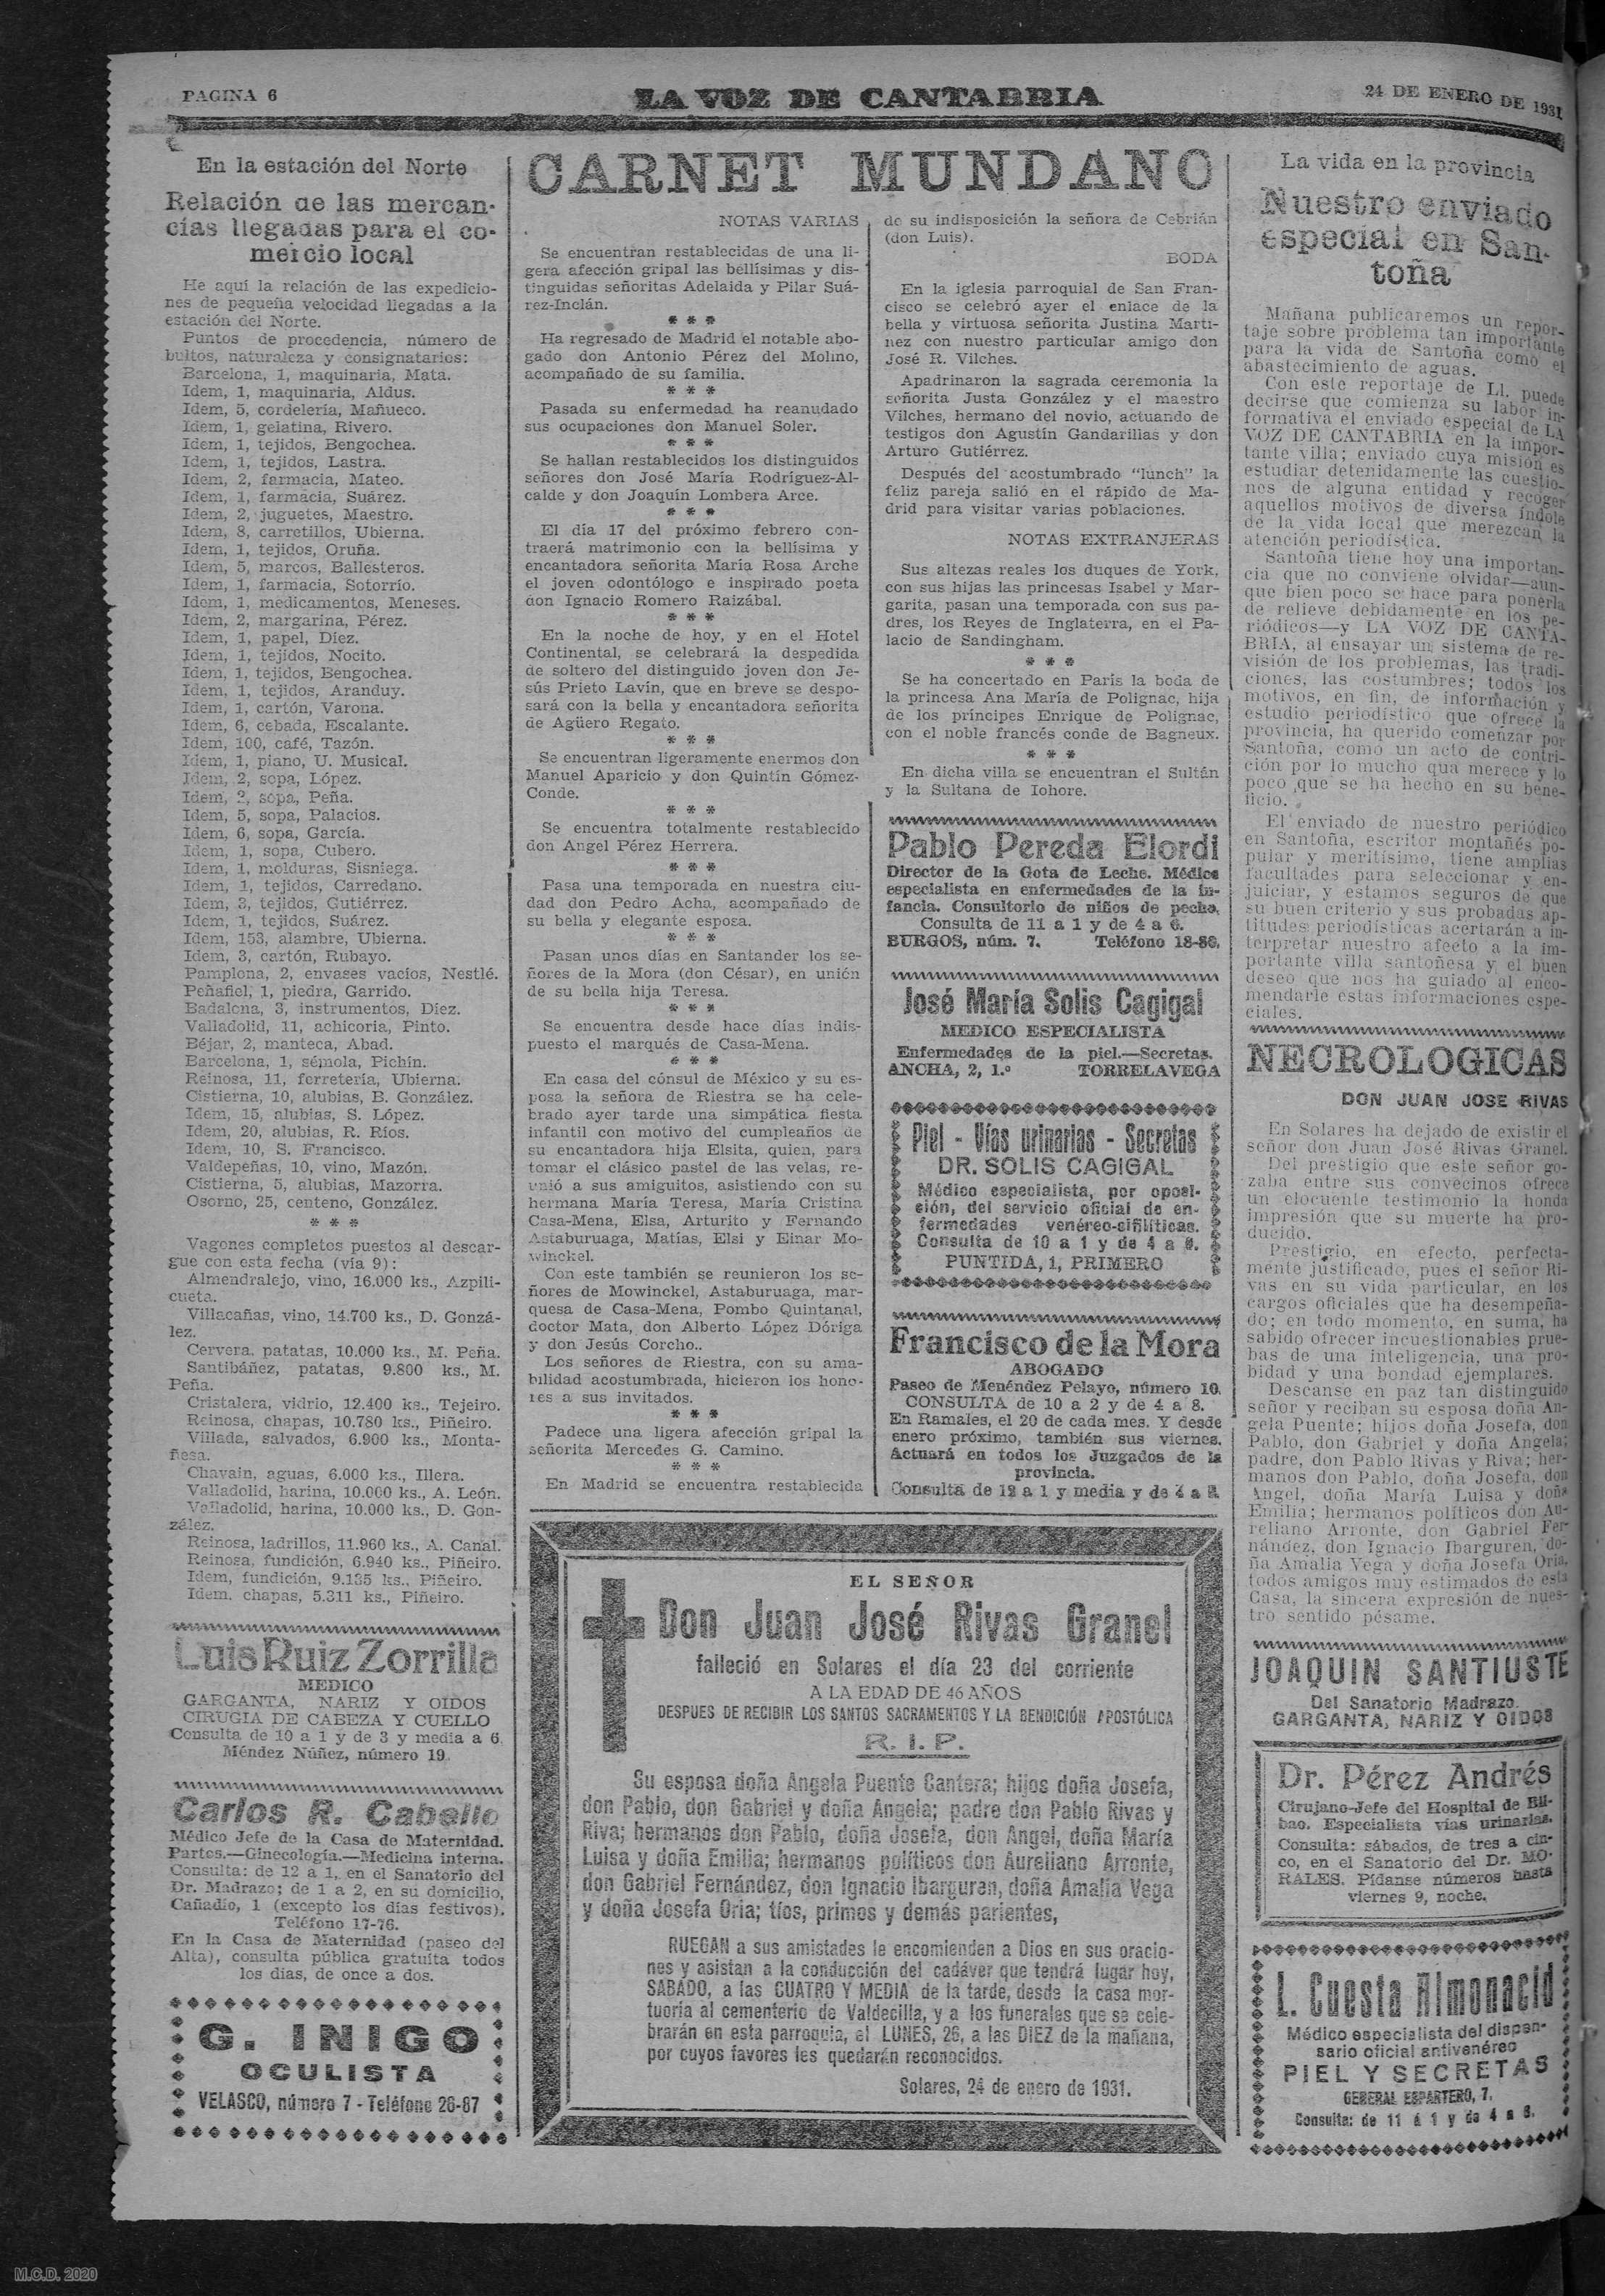 PAGINA 6
LA VOZ DE CANTABRIA
24 DE ENERO DE 1931
En la estación del Norte
Relación de las mercan-
cías llegadas para el co-
mercio local
He aquí la relación de las expedicio-
nes de pequeña velocidad llegadas a la
estación del Norte.
Puntos de procedencia, número de
bultos, naturaleza y consignatarios:
Barcelona, 1, maquinaria, Mata.
Idem, 1, maquinaria, Aldus.
Idem, 5, cordelería, Mañueco.
Idem, 1, gelatina, Rivero.
Idem, 1, tejidos, Bengochea.
Idem, 1, tejidos, Lastra.
Idem, 2, farmacia, Mateo.
Idem, 1, farmacia, Suárez.
Idem, 2, juguetes, Maestro.
Idem, 8, carretillos, Ubierna.
Idem, 1, tejidos, Oruña.
Idem, 5, marcos, Ballesteros.
Idem, 1, farmacia, Sotorrío.
Idem, 1, medicamentos, Meneses.
Idem, 2, margarina, Pérez.
Idem, 1, papel, Díez.
Idem, 1, tejidos, Nocito.
Idem, 1, tejidos, Bengochea.
Idem, 1, tejidos, Aranduy.
Idem, 1, cartón, Varona.
Idem, 6, cebada, Escalante.
Idem, 100, café, Tazón.
Idem, 1, piano, U. Musical.
Idem, 2, sopa, López.
Idem, 2, sopa, Peña.
Idem, 5, sopa, Palacios.
Idem, 6, sopa, García.
Idem, 1, sopa, Cubero.
Idem, 1, molduras, Sisniega.
Idem, 1, tejidos, Carredano.
Idem, 3, tejidos, Gutiérrez.
Idem, 1, tejidos, Suárez.
Idem, 153, alambre, Ubierna.
Idem, 3, cartón, Rubayo.
Pamplona, 2, envases vacíos, Nestlé.
Peñafiel, 1, piedra, Garrido.
Badalona, 3, instrumentos, Díez.
Valladolid, 11, achicoria, Pinto.
Béjar, 2, manteca, Abad.
Barcelona, 1, sémola, Pichín.
Reinosa, 11, ferretería, Ubierna.
Cistierna, 10, alubias, B. González.
Idem, 15, alubias, S. López.
Idem, 20, alubias, R. Ríos.
Idem, 10, S. Francisco.
Valdepeñas, 10, vino, Mazón.
Cistierna, 5, alubias, Mazorra.
Osorno, 25, centeno, González.
* * *
Vagones completos puestos al descar-
gue con esta fecha (vía 9):
Almendralejo, vino, 16.000 ks., Azpili-
cueta.
Villacañas, vino, 14.700 ks., D. Gonzá-
lez.
Cervera, patatas, 10.000 ks., M. Peña.
Santibáñez, patatas, 9.800 ks., M.
Peña.
Cristalera, vidrio, 12.400 ks., Tejeiro.
Reinosa, chapas, 10.780 ks., Piñeiro.
Villada, salvados, 6.900 ks., Monta-
ñesa.
Chavain, aguas, 6.000 ks., Illera.
Valladolid, harina, 10.000 ks., A. León.
Valladolid, harina, 10.000 ks., D. Gon-
zález.
Reinosa, ladrillos, 11.960 ks., A. Canal.
Reinosa, fundición, 6.940 ks., Piñeiro.
Idem, fundición, 9.135 ks., Piñeiro.
Idem. chapas, 5.311 ks., Piñeiro.
Luis Ruiz Zorrilla
MEDICO
GARGANTA, NARIZ Y OIDOS
CIRUGIA DE CABEZA Y CUELLO
Consulta de 10 a 1 y de 3 y media a 6.
Méndez Núñez, número 19.
Carlos R. Cabello
Médico Jefe de la Casa de Maternidad.
Partes.—Ginecología.—Medicina interna.
Consulta: de 12 a 1, en el Sanatorio del
Dr. Madrazo; de 1 a 2, en su domicilio,
Cañadío, 1 (excepto los días festivos).
Teléfono 17-76.
En la Casa de Maternidad (paseo del
Alta), consulta pública gratuita todos
los días, de once a dos.
G. INIGO
OCULISTA
VELASCO, número 7 - Teléfono 26-87
CARNET MUNDANO
NOTAS VARIAS
Se encuentran restablecidas de una li-
gera afección gripal las bellísimas y dis-
tinguidas señoritas Adelaida y Pilar Suá-
rez-Inclán.
* * *
Ha regresado de Madrid el notable abo-
gado don Antonio Pérez del Molino,
acompañado de su familia.
* * *
Pasada su enfermedad ha reanudado
sus ocupaciones don Manuel Soler.
* * *
Se hallan restablecidos los distinguidos
señores don José María Rodríguez-Al-
calde y don Joaquín Lombera Arce.
* * *
El día 17 del próximo febrero con-
traerá matrimonio con la bellísima y
encantadora señorita María Rosa Arche
el joven odontólogo e inspirado poeta
don Ignacio Romero Raizábal.
* * *
En la noche de hoy, y en el Hotel
Continental, se celebrará la despedida
de soltero del distinguido joven don Je-
sús Prieto Lavín, que en breve se despo-
sará con la bella y encantadora señorita
de Agüero Regato.
* * *
Se encuentran ligeramente enermos don
Manuel Aparicio y don Quintín Gómez-
Conde.
* * *
Se encuentra totalmente restablecido
don Angel Pérez Herrera.
* * *
Pasa una temporada en nuestra ciu-
dad don Pedro Acha, acompañado de
su bella y elegante esposa.
* * *
Pasan unos días en Santander los se-
ñores de la Mora (don César), en unión
de su bella hija Teresa.
* * *
Se encuentra desde hace días indis-
puesto el marqués de Casa-Mena.
* * *
En casa del cónsul de México y su es-
posa la señora de Riestra se ha cele-
brado ayer tarde una simpática fiesta
infantil con motivo del cumpleaños de
su encantadora hija Elsita, quien, para
tomar el clásico pastel de las velas, re-
unió a sus amiguitos, asistiendo con su
hermana María Teresa, María Cristina
Casa-Mena, Elsa, Arturito y Fernando
Astaburuaga, Matías, Elsi y Einar Mo-
winckel.
Con este también se reunieron los se-
ñores de Mowinckel, Astaburuaga, mar-
quesa de Casa-Mena, Pombo Quintanal,
doctor Mata, don Alberto López Dóriga
y don Jesús Corcho..
Los señores de Riestra, con su ama-
bilidad acostumbrada, hicieron los hono-
res a sus invitados.
* * *
Padece una ligera afección gripal la
señorita Mercedes G. Camino.
* * *
En Madrid se encuentra restablecida
de su indisposición la señora de Cebrián
(don Luis).
BODA
En la iglesia parroquial de San Fran-
cisco se celebró ayer el enlace de la
bella y virtuosa señorita Justina Martí-
nez con nuestro particular amigo don
José R. Vilches.
Apadrinaron la sagrada ceremonia la
señorita Justa González y el maestro
Vilches, hermano del novio, actuando de
testigos don Agustín Gandarillas y don
Arturo Gutiérrez.
Después del acostumbrado "lunch" la
feliz pareja salió en el rápido de Ma-
drid para visitar varias poblaciones.
NOTAS EXTRANJERAS
Sus altezas reales los duques de York,
con sus hijas las princesas Isabel y Mar-
garita, pasan una temporada con sus pa-
dres, los Reyes de Inglaterra, en el Pa-
lacio de Sandingham.
* * *
Se ha concertado en París la boda de
la princesa Ana María de Polignac, hija
de los príncipes Enrique de Polignac,
con el noble francés conde de Bagneux.
* * *
En dicha villa se encuentran el Sultán
y la Sultana de Iohore.
Pablo Pereda Elordi
Director de la Gota de Leche. Médico
especialista en enfermedades de la in-
fancia. Consultorio de niños de pecho.
Consulta de 11 a 1 y de 4 a 6.
BURGOS, núm. 7. Teléfono 18-86.
José María Solis Cagigal
MEDICO ESPECIALISTA
Enfermedades de la piel.—Secretas.
ANCHA, 2, 1.º TORRELAVEGA
Piel - Vías urinarias - Secretas
DR. SOLIS CAGIGAL
Médico especialista, por oposi-
ción, del servicio oficial de en-
fermedades venéreo-sifilíticas.
Consulta de 10 a 1 y de 4 a 6.
PUNTIDA, 1, PRIMERO
Francisco de la Mora
ABOGADO
Paseo de Menéndez Pelayo, número 10.
CONSULTA de 10 a 2 y de 4 a 8.
En Ramales, el 20 de cada mes. Y desde
enero próximo, también sus viernes.
Actuará en todos los Juzgados de la
provincia.
Consulta de 12 a 1 y media y de 4 a
EL SEÑOR
Don Juan José Rivas Granel
falleció en Solares el día 23 del corriente
A LA EDAD DE 46 AÑOS
DESPUES DE RECIBIR LOS SANTOS SACRAMENTOS Y LA BENDICIÓN APOSTÓLICA
R. I. P.
Su esposa doña Angela Puente Cantera; hijos doña Josefa,
don Pablo, don Gabriel y doña Angela; padre don Pablo Rivas y
Riva; hermanos don Pablo, doña Josefa, don Angel, doña María
Luisa y doña Emilia; hermanos políticos don Aureliano Arronte,
don Gabriel Fernández, don Ignacio Ibarguren, doña Amalia Vega
y doña Josefa Oria; tíos, primos y demás parientes,
RUEGAN a sus amistades le encomienden a Dios en sus oracio-
nes y asistan a la conducción del cadáver que tendrá lugar hoy,
SABADO, a las CUATRO Y MEDIA de la tarde, desde la casa mor-
tuoria al cementerio de Valdecilla, y a los funerales que se cele-
brarán en esta parroquia, el LUNES, 26, a las DIEZ de la mañana,
por cuyos favores les quedarán reconocidos.
Solares, 24 de enero de 1931.
La vida en la provincia
Nuestro enviado
especial en San-
toña
Mañana publicaremos un repor-
taje sobre problema tan importante
para la vida de Santoña como el
abastecimiento de aguas.
Con este reportaje de Ll. puede
decirse que comienza su labor in-
formativa el enviado especial de LA
VOZ DE CANTABRIA en la impor-
tante villa; enviado cuya misión es
estudiar detenidamente las cuestio-
nes de alguna entidad y recoger
aquellos motivos de diversa índole
de la vida local que merezcan la
atención periodística.
Santoña tiene hoy una importan-
cia que no conviene olvidar—aun-
que bien poco se hace para ponerla
de relieve debidamente en los pe-
riódicos—y LA VOZ DE CANTA-
BRIA, al ensayar un sistema de re-
visión de los problemas, las tradi-
ciones, las costumbres; todos los
motivos, en fin, de información y
estudio periodístico que ofrece la
provincia, ha querido comenzar por
Santoña, como un acto de contri-
ción por lo mucho qua merece y lo
poco que se ha hecho en su bene-
ficio.
El enviado de nuestro periódico
en Santoña, escritor montañés po-
pular y meritísimo, tiene amplias
facultades para seleccionar y en-
juiciar, y estamos seguros de que
su buen criterio y sus probadas ap-
titudes periodísticas acertarán a in-
terpretar nuestro afecto a la im-
portante villa santoñesa y el buen
deseo que nos ha guiado al enco-
mendarle estas informaciones espe-
ciales.
NECROLOGICAS
DON JUAN JOSE RIVAS
En Solares ha dejado de existir el
señor don Juan José Rivas Granel.
Del prestigio que este señor go-
zaba entre sus convecinos ofrece
un elocuente testimonio la honda
impresión que su muerte ha pro-
ducido.
Prestigio, en efecto, perfecta-
mente justificado, pues el señor Ri-
vas en su vida particular, en los
cargos oficiales que ha desempeña-
do; en todo momento, en suma, ha
sabido ofrecer incuestionables prue-
bas de una inteligencia, una pro-
bidad y una bondad ejemplares.
Descanse en paz tan distinguido
señor y reciban su esposa doña An-
gela Puente; hijos doña Josefa, don
Pablo, don Gabriel y doña Angela;
padre, don Pablo Rivas y Riva; her-
manos don Pablo, doña Josefa, don
Angel, doña María Luisa y doña
Emilia; hermanos políticos don Au-
reliano Arronte, don Gabriel Fer-
nández, don Ignacio Ibarguren, do-
ña Amalia Vega y doña Josefa Oria,
todos amigos muy estimados de esta
Casa, la sincera expresión de nues-
tro sentido pésame.
JOAQUIN SANTIUSTE
Del Sanatorio Madrazo.
GARGANTA, NARIZ Y OIDOS
Dr. Pérez Andrés
Cirujano-Jefe del Hospital de Bil-
bao. Especialista vías urinarias.
Consulta: sábados, de tres a cin-
co, en el Sanatorio del Dr. MO-
RALES. Pídanse números hasta
viernes 9, noche.
L. Cuesta Almonacid
Médico especialista del dispen-
sario oficial antivenéreo
PIEL Y SECRETAS
GENERAL ESPARTERO, 7.
Consulta: de 11 á 1 y de 4 a 6.
M.C.D. 2020